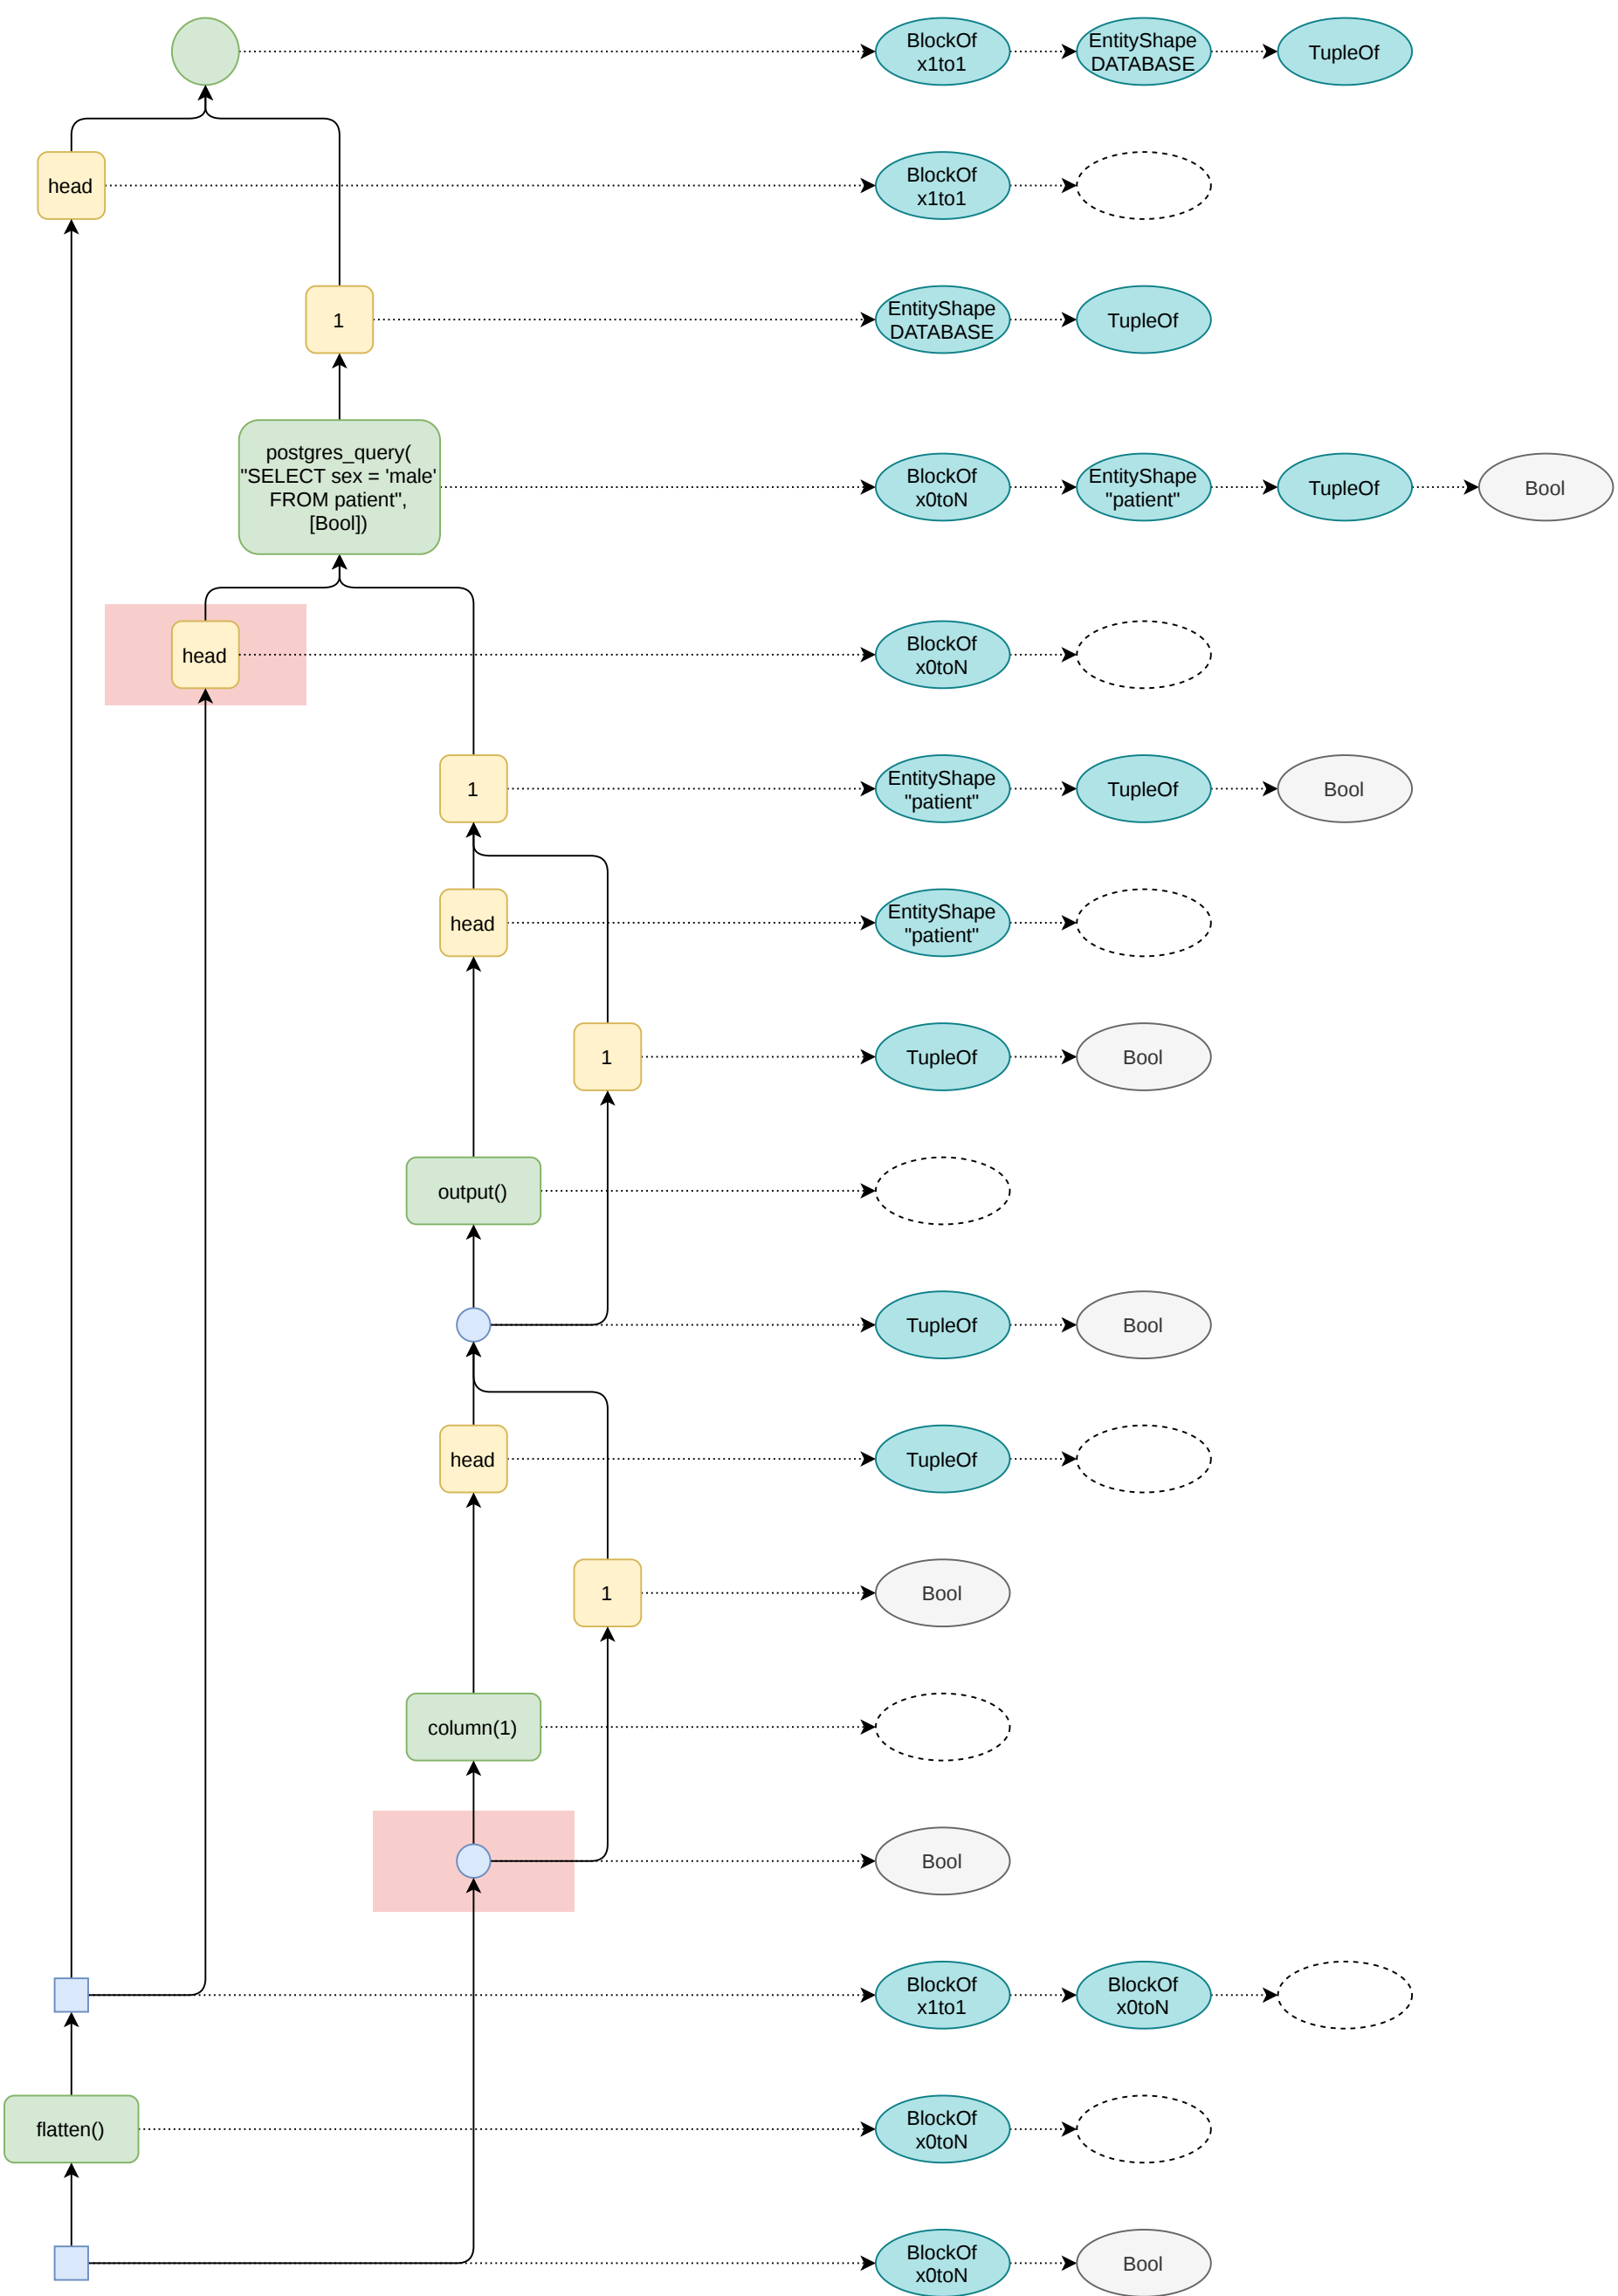 BlockOf
x1to1
EntityShape
DATABASE
TupleOf
head
BlockOf
x1to1
1
EntityShape
DATABASE
TupleOf
postgres_query(
"SELECT sex = 'male'
FROM patient",
[Bool])
BlockOf
x0toN
EntityShape
"patient"
TupleOf
Bool
head
BlockOf
x0toN
1
EntityShape
"patient"
TupleOf
Bool
head
EntityShape
"patient"
1
TupleOf
Bool
output()
TupleOf
Bool
head
TupleOf
1
Bool
column(1)
Bool
BlockOf
x1to1
BlockOf
x0toN
flatten()
BlockOf
x0toN
BlockOf
x0toN
Bool